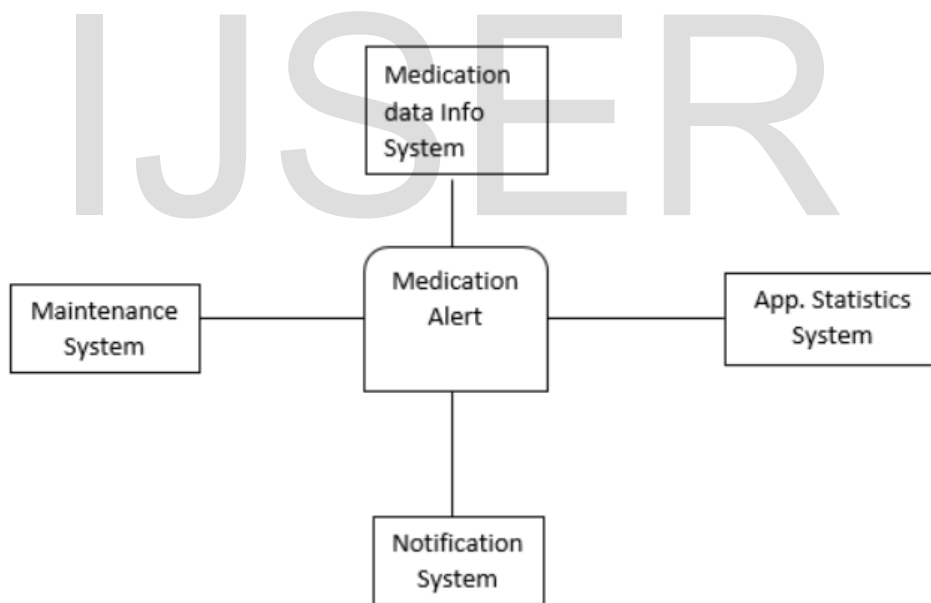 IJSER
Medication
data Info
System
Medication
Alert
Maintenance
System
App. Statistics
System
Notification
System